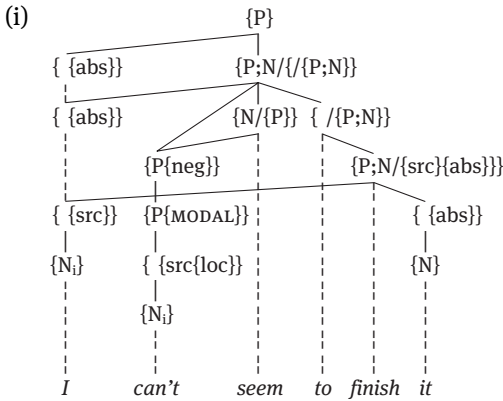 (i) {P}
{ {abs}} {P;N/{/{P;N}}
{ {abs}} {N/{P}} { /{P;N}}
{P{neg}} {P;N/{src}{abs}}}
{ {src}} {P{MODAL}} { {abs}}
{Nᵢ} { {src{loc}} {N}
{Nᵢ}
I can't seem to finish it